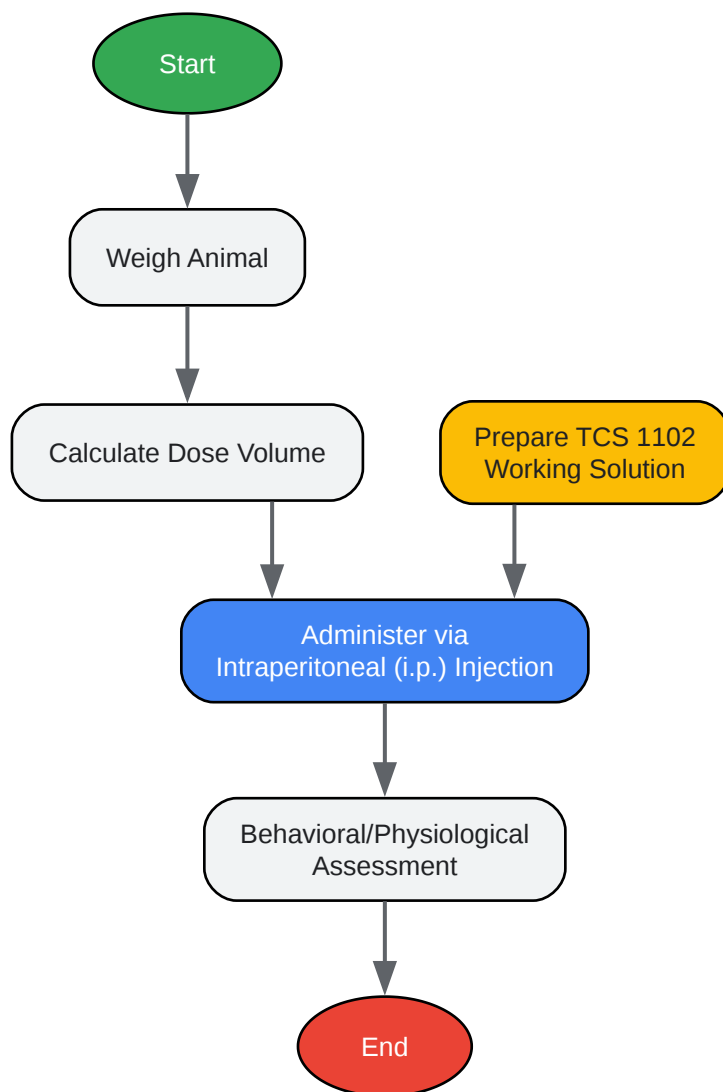 Start
Weigh Animal
Calculate Dose Volume
Prepare TCS 1102
Working Solution
Administer via
Intraperitoneal (i.p.) Injection
Behavioral/Physiological
Assessment
End